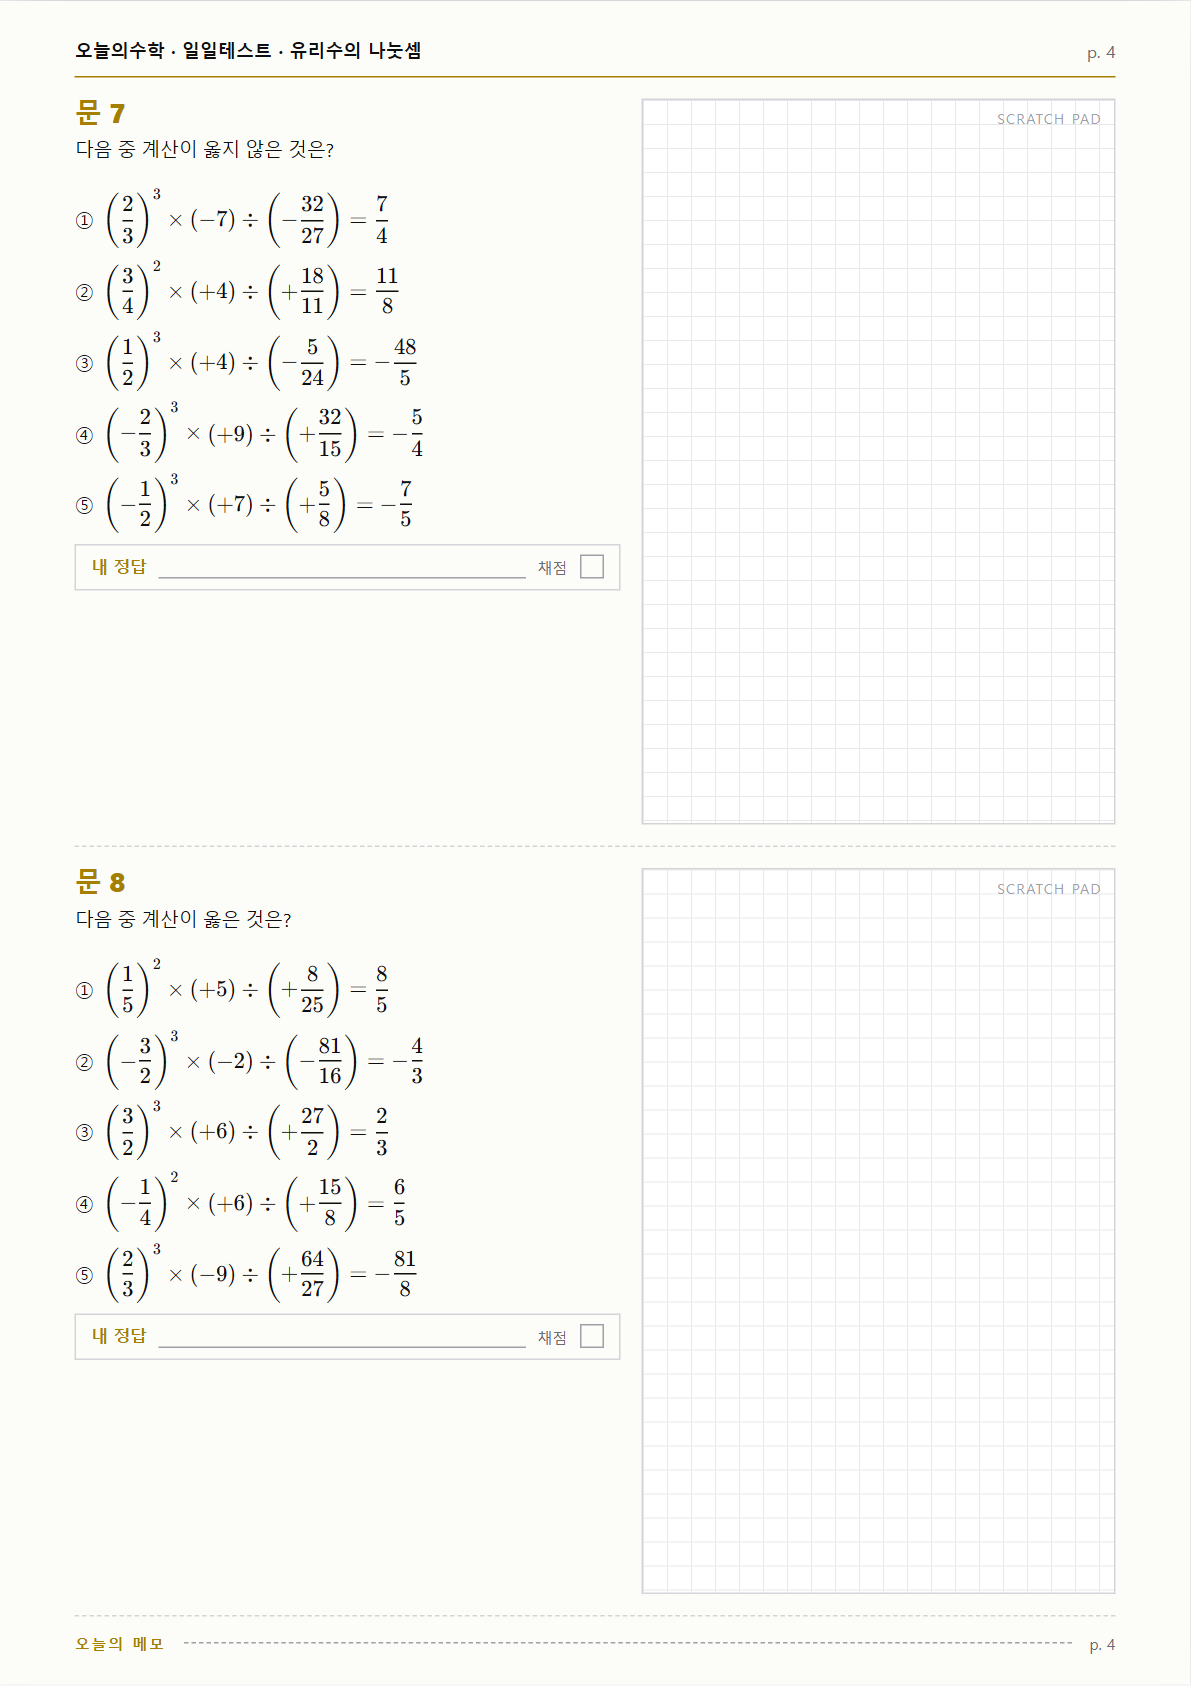 오늘의수학 · 일일테스트 · 유리수의 나눗셈 p. 4
문 7
다음 중 계산이 옳지 않은 것은?
① (2/3)^3 × (−7) ÷ (−32/27) = 7/4
② (3/4)^2 × (+4) ÷ (+18/11) = 11/8
③ (1/2)^3 × (+4) ÷ (−5/24) = −48/5
④ (−2/3)^3 × (+9) ÷ (+32/15) = −5/4
⑤ (−1/2)^3 × (+7) ÷ (+5/8) = −7/5
내 정답 채점
SCRATCH PAD
문 8
다음 중 계산이 옳은 것은?
① (1/5)^2 × (+5) ÷ (+8/25) = 8/5
② (−3/2)^3 × (−2) ÷ (−81/16) = −4/3
③ (3/2)^3 × (+6) ÷ (+27/2) = 2/3
④ (−1/4)^2 × (+6) ÷ (+15/8) = 6/5
⑤ (2/3)^3 × (−9) ÷ (+64/27) = −81/8
내 정답 채점
SCRATCH PAD
오늘의 메모 p. 4